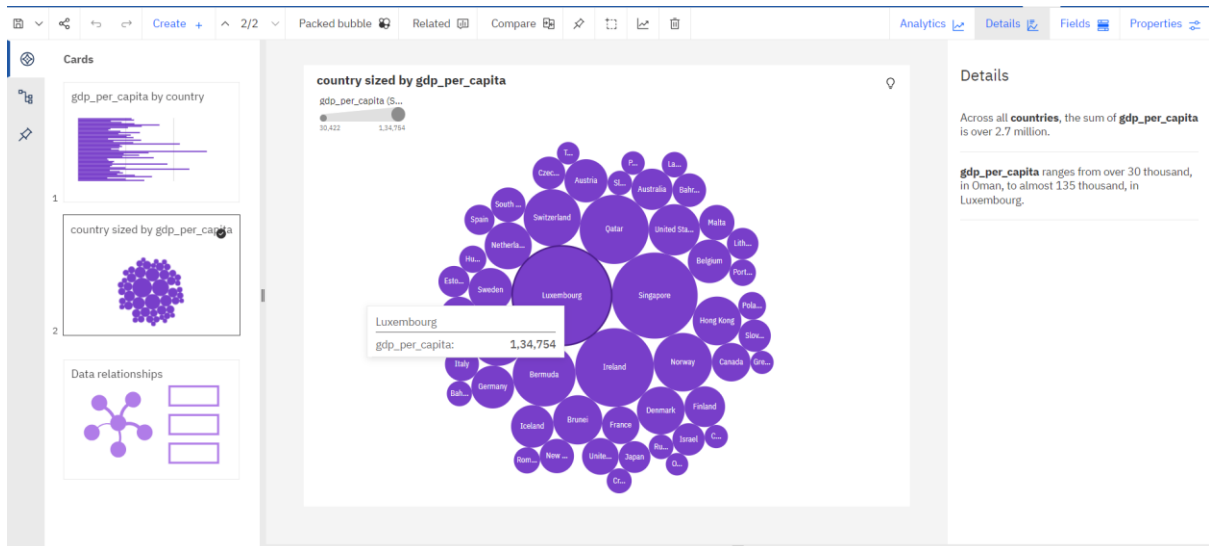 Create +
2/2
Packed bubble
Related
Compare
Analytics
Details
Fields
Properties
Cards
gdp_per_capita by country
1
country sized by gdp_per_capita
2
Data relationships
country sized by gdp_per_capita
gdp_per_capita (S...
30,422
1,34,754
T...
Czec...
Austria
P...
La...
Sl...
Australia
Bahr...
South ...
Spain
Switzerland
Qatar
United Sta...
Malta
Lith...
Netherla...
Hu...
Belgium
Port...
Esto...
Sweden
Luxembourg
Singapore
Pola...
Hong Kong
Slov...
Luxembourg
gdp_per_capita: 1,34,754
Italy
Bermuda
Ireland
Norway
Canada
Gre...
Bah...
Germany
Denmark
Finland
Iceland
Brunei
France
Israel
C...
Ru...
Rom...
New ...
Unite...
Japan
O...
Cr...
Details
Across all countries, the sum of gdp_per_capita
is over 2.7 million.
gdp_per_capita ranges from over 30 thousand,
in Oman, to almost 135 thousand, in
Luxembourg.